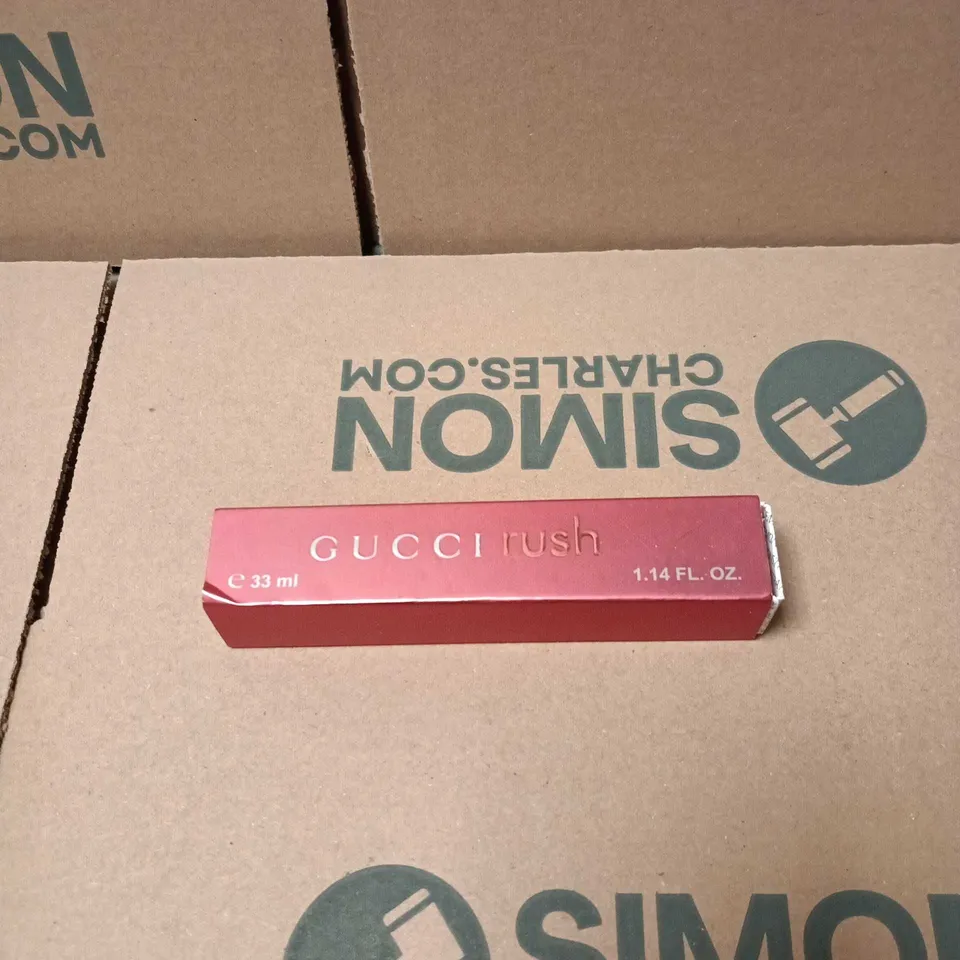 ON
.COM
SIMON
CHARLES.COM
GUCCI rush
e 33 ml
1.14 FL. OZ.
SIMON